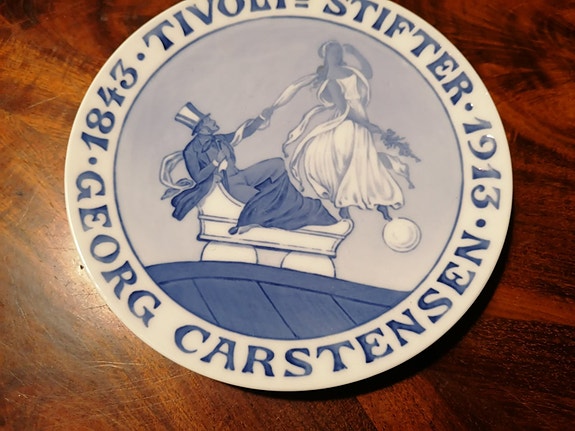 1843 · TIVOLI= STIFTER · 1913 ·
GEORG CARSTENSEN